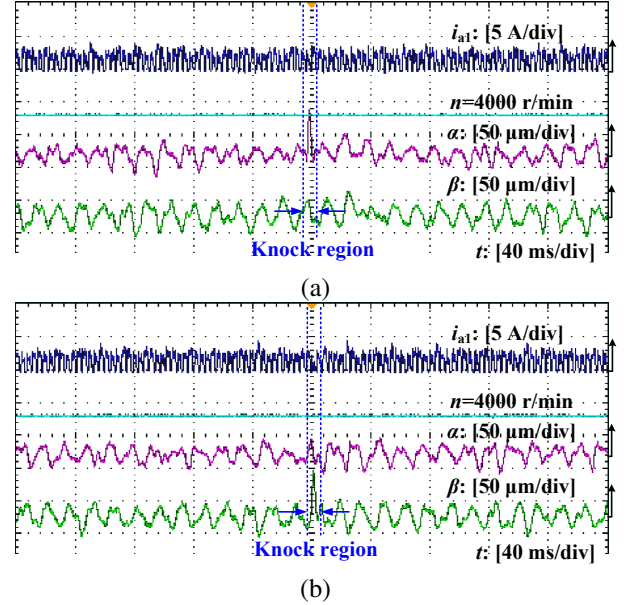 i_a1: [5 A/div]
n=4000 r/min
α: [50 μm/div]
β: [50 μm/div]
Knock region
t: [40 ms/div]
(a)
i_a1: [5 A/div]
n=4000 r/min
α: [50 μm/div]
β: [50 μm/div]
Knock region
t: [40 ms/div]
(b)